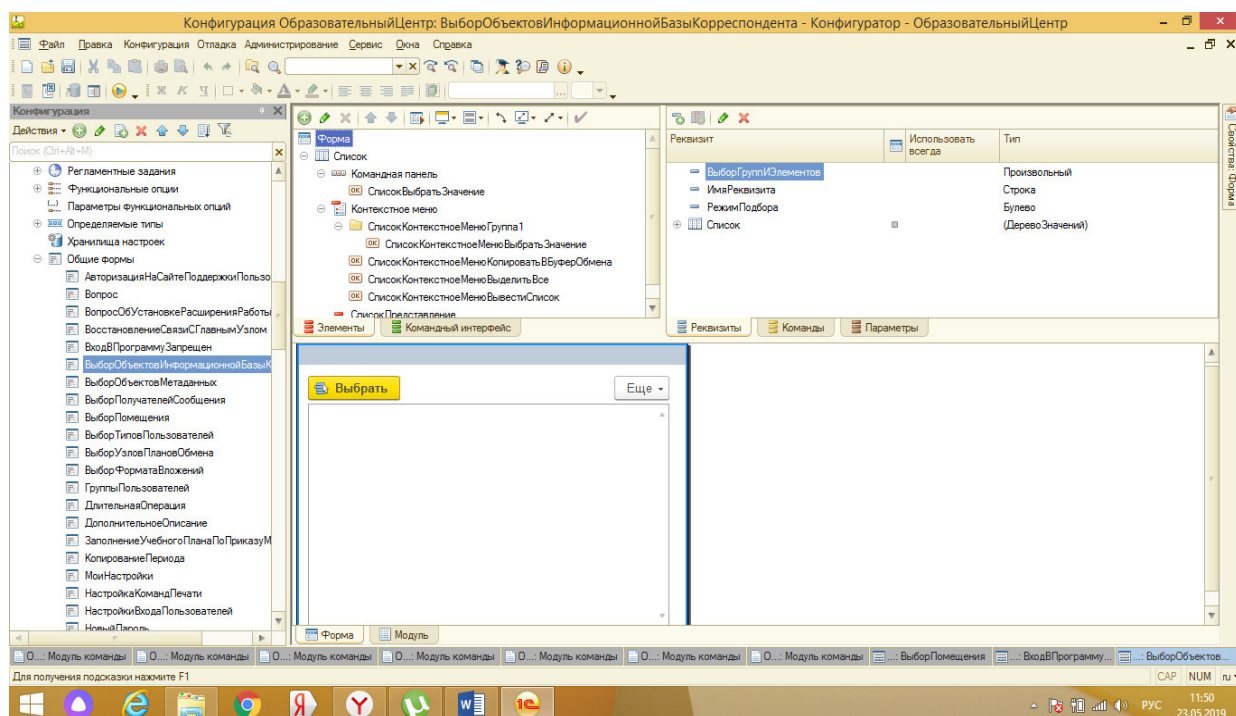 Конфигурация ОбразовательныйЦентр: ВыборОбъектовИнформационнойБазыКорреспондента - Конфигуратор - ОбразовательныйЦентр
Файл Правка Конфигурация Отладка Администрирование Сервис Окна Справка
Конфигурация
Действия
Поиск (Ctrl+Alt+M)
Регламентные задания
Функциональные опции
Параметры функциональных опций
Определяемые типы
Хранилища настроек
Общие формы
АвторизацияНаСайтеПоддержкиПользо
Вопрос
ВопросОбУстановкеРасширенияРаботы
ВосстановлениеСвязиСГлавнымУзлом
ВходВПрограммуЗапрещен
ВыборОбъектовИнформационнойБазыК
ВыборОбъектовМетаданных
ВыборПолучателейСообщения
ВыборПомещения
ВыборТиповПользователей
ВыборУзловПлановОбмена
ВыборФорматаВложений
ГруппыПользователей
ДлительнаяОперация
ДополнительноеОписание
ЗаполнениеУчебногоПланаПоПриказуМ
КопированиеПериода
МоиНастройки
НастройкаКомандПечати
НастройкиВходаПользователей
НовыйПароль
Форма
Список
Командная панель
СписокВыбратьЗначение
Контекстное меню
СписокКонтекстноеМенюГруппа1
СписокКонтекстноеМенюВыбратьЗначение
СписокКонтекстноеМенюКопироватьВБуферОбмена
СписокКонтекстноеМенюВыделитьВсе
СписокКонтекстноеМенюВывестиСписок
СписокПредставление
Элементы Командный интерфейс
Реквизит Использовать всегда Тип
ВыборГруппИЭлементов Произвольный
ИмяРеквизита Строка
РежимПодбора Булево
Список (ДеревоЗначений)
Реквизиты Команды Параметры
Свойства: Форма
Выбрать Еще
Форма Модуль
О...: Модуль команды О...: Модуль команды О...: Модуль команды О...: Модуль команды О...: Модуль команды О...: Модуль команды О...: Модуль команды ...: ВыборПомещения ...: ВходВПрограмму... ...: ВыборОбъектов...
Для получения подсказки нажмите F1 CAP NUM ru
РУС 11:50
23.05.2019